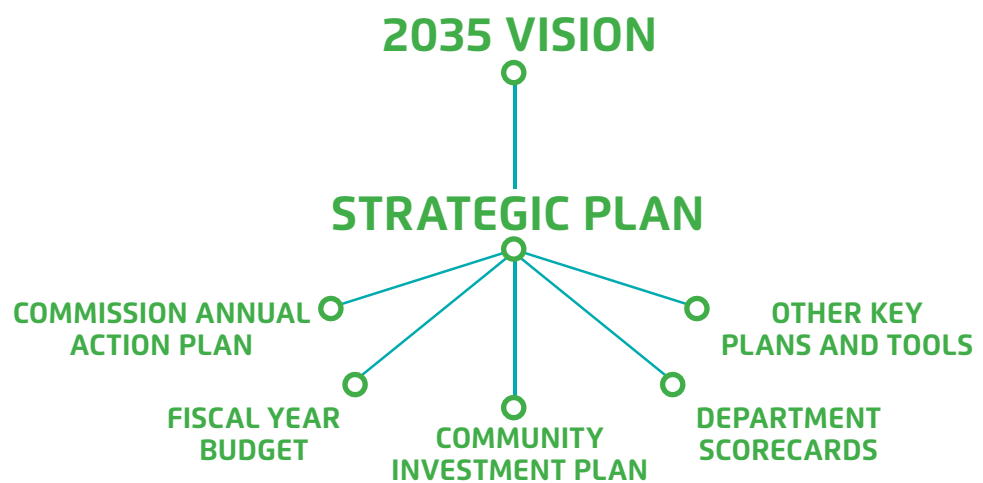 2035 VISION
STRATEGIC PLAN
COMMISSION ANNUAL
ACTION PLAN
FISCAL YEAR
BUDGET
COMMUNITY
INVESTMENT PLAN
DEPARTMENT
SCORECARDS
OTHER KEY
PLANS AND TOOLS